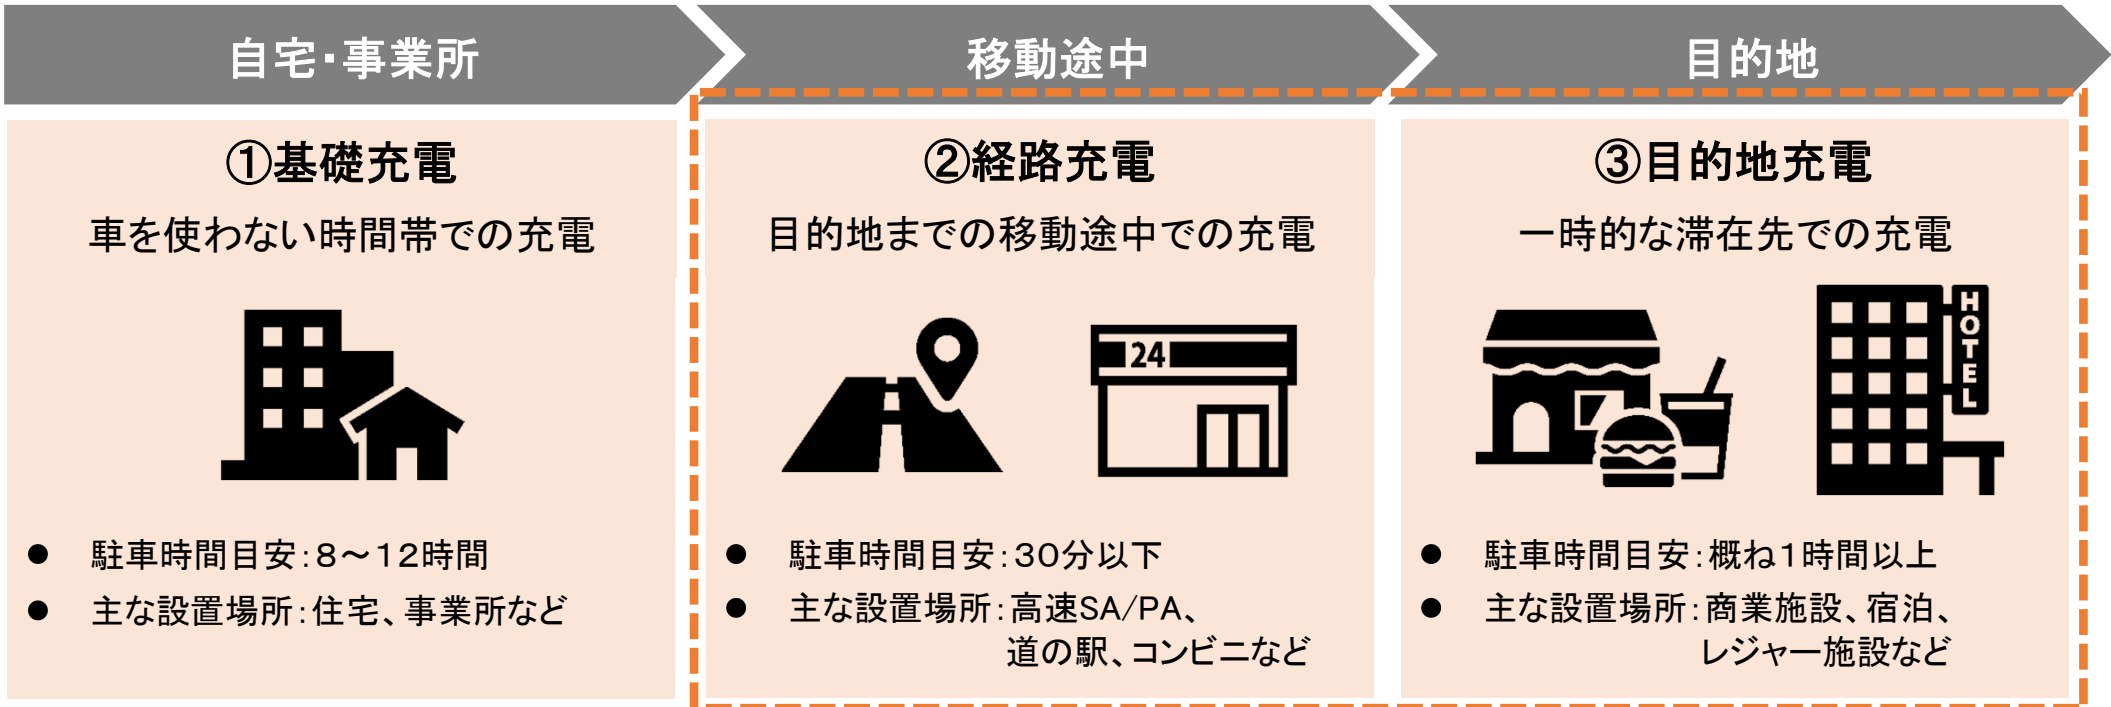 自宅・事業所
移動途中
目的地
①基礎充電
車を使わない時間帯での充電
●　駐車時間目安：８～１２時間
●　主な設置場所：住宅、事業所など
②経路充電
目的地までの移動途中での充電
24
●　駐車時間目安：３０分以下
●　主な設置場所：高速SA/PA、
道の駅、コンビニなど
③目的地充電
一時的な滞在先での充電
HOTEL
●　駐車時間目安：概ね１時間以上
●　主な設置場所：商業施設、宿泊、
レジャー施設など